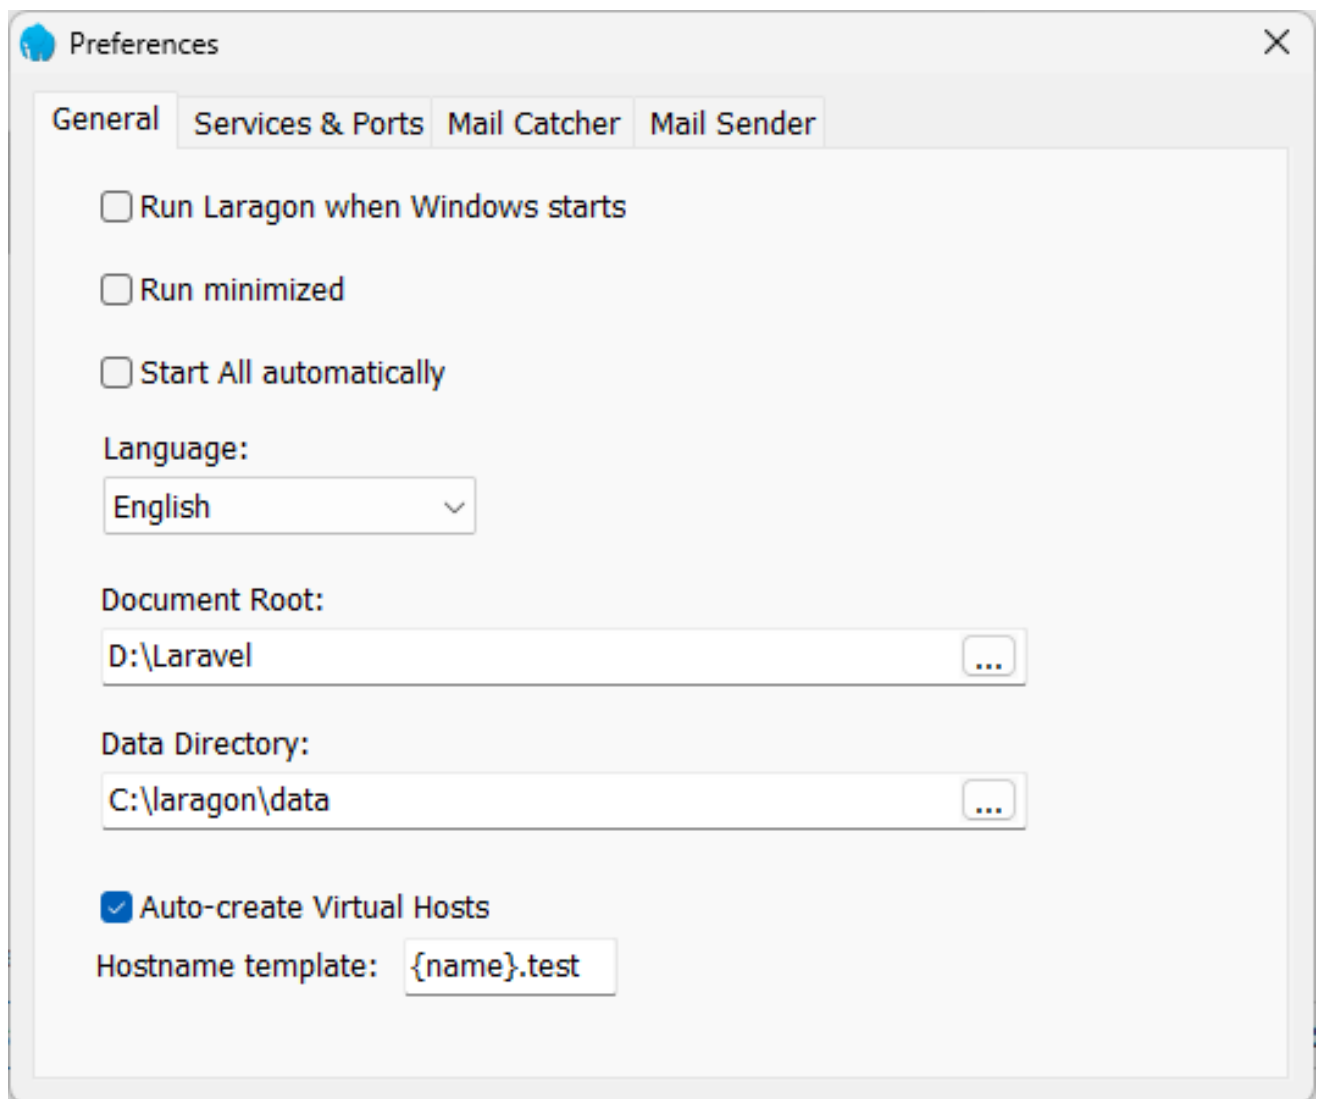 Preferences
General Services & Ports Mail Catcher Mail Sender
Run Laragon when Windows starts
Run minimized
Start All automatically
Language:
English
Document Root:
D:\Laravel
...
Data Directory:
C:\laragon\data
...
Auto-create Virtual Hosts
Hostname template: {name}.test